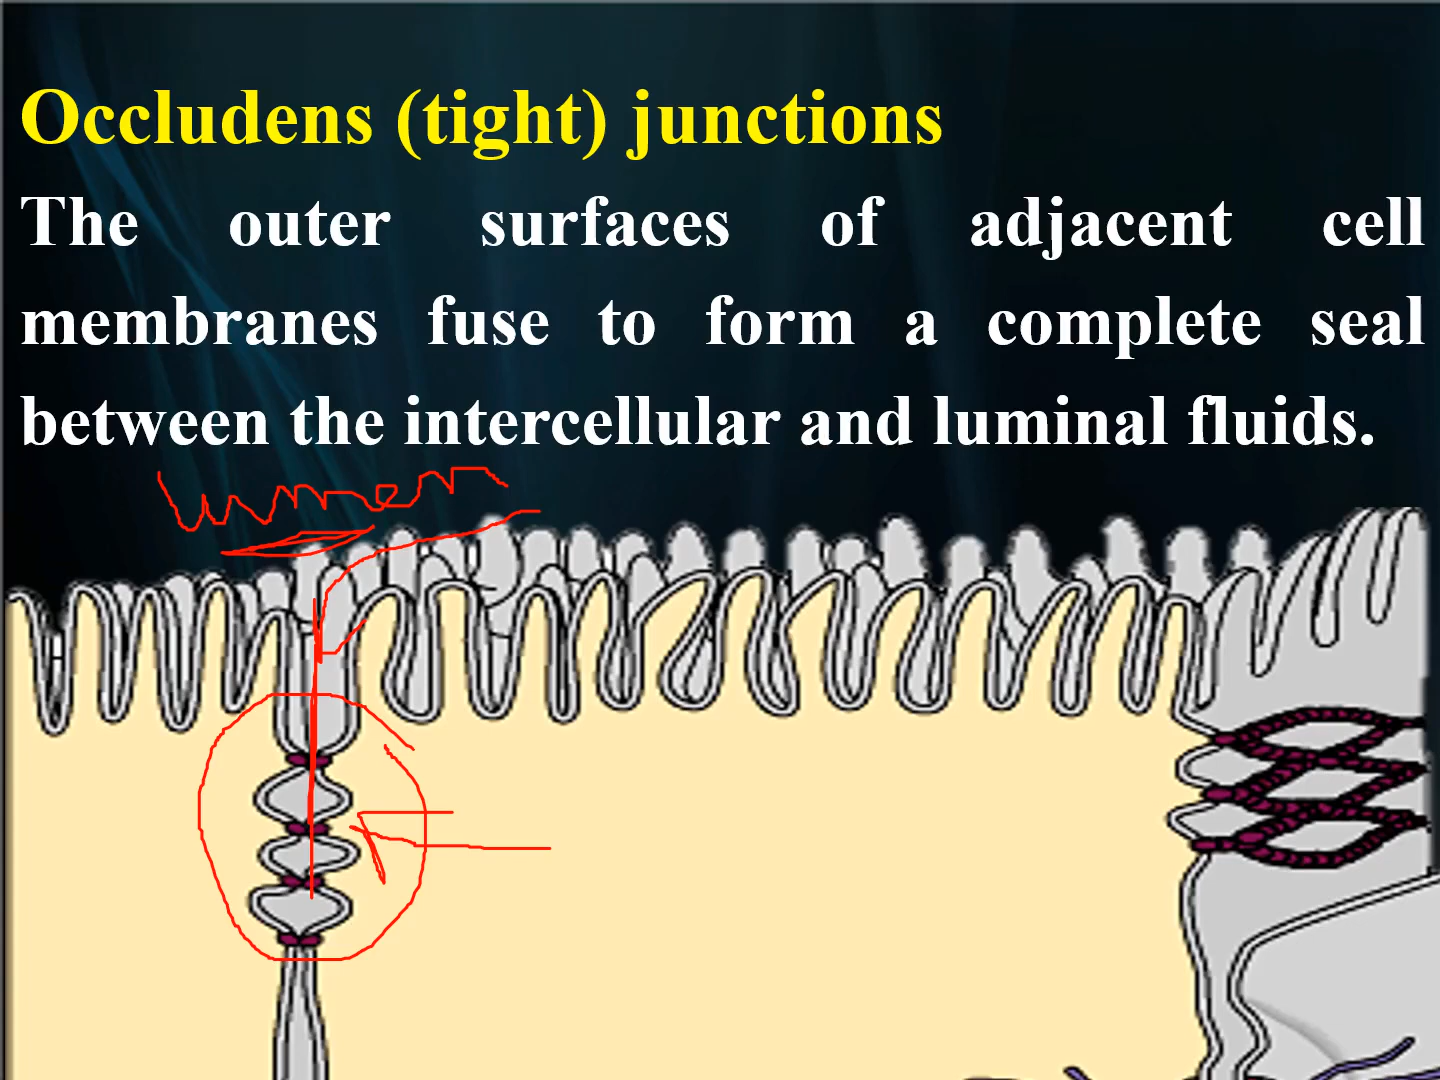 Occludens (tight) junctions
The outer surfaces of adjacent cell
membranes fuse to form a complete seal
between the intercellular and luminal fluids.
lumen